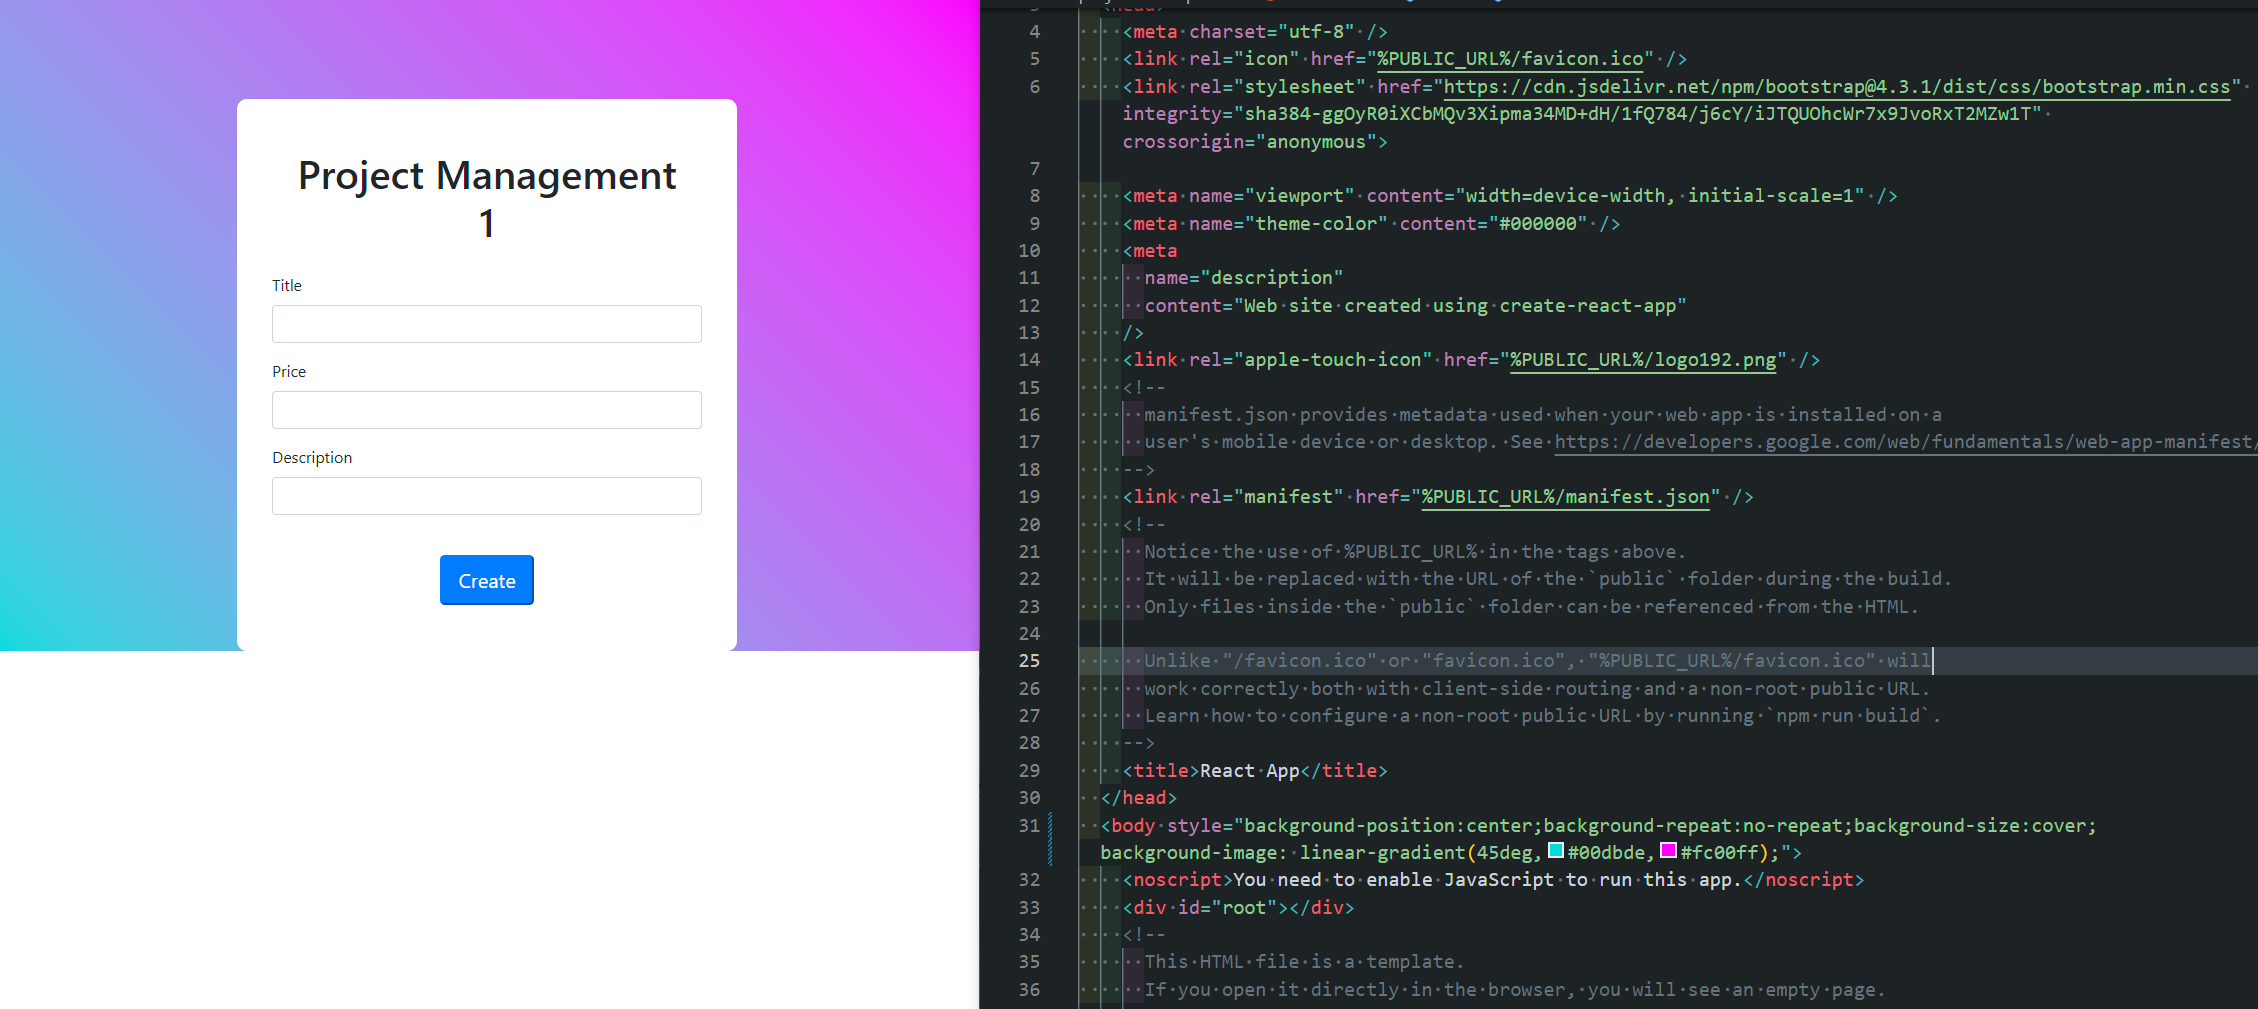 Project Management
1
Title
Price
Description
Create
3 <head>
4 <meta charset="utf-8" />
5 <link rel="icon" href="%PUBLIC_URL%/favicon.ico" />
6 <link rel="stylesheet" href="https://cdn.jsdelivr.net/npm/bootstrap@4.3.1/dist/css/bootstrap.min.css"
integrity="sha384-ggOyR0iXCbMQv3Xipma34MD+dH/1fQ784/j6cY/iJTQUOhcWr7x9JvoRxT2MZw1T"
crossorigin="anonymous">
7
8 <meta name="viewport" content="width=device-width, initial-scale=1" />
9 <meta name="theme-color" content="#000000" />
10 <meta
11 name="description"
12 content="Web site created using create-react-app"
13 />
14 <link rel="apple-touch-icon" href="%PUBLIC_URL%/logo192.png" />
15 <!--
16 manifest.json provides metadata used when your web app is installed on a
17 user's mobile device or desktop. See https://developers.google.com/web/fundamentals/web-app-manifest/
18 -->
19 <link rel="manifest" href="%PUBLIC_URL%/manifest.json" />
20 <!--
21 Notice the use of %PUBLIC_URL% in the tags above.
22 It will be replaced with the URL of the `public` folder during the build.
23 Only files inside the `public` folder can be referenced from the HTML.
24
25 Unlike "/favicon.ico" or "favicon.ico", "%PUBLIC_URL%/favicon.ico" will
26 work correctly both with client-side routing and a non-root public URL.
27 Learn how to configure a non-root public URL by running `npm run build`.
28 -->
29 <title>React App</title>
30 </head>
31 <body style="background-position:center;background-repeat:no-repeat;background-size:cover;
background-image: linear-gradient(45deg,#00dbde,#fc00ff);">
32 <noscript>You need to enable JavaScript to run this app.</noscript>
33 <div id="root"></div>
34 <!--
35 This HTML file is a template.
36 If you open it directly in the browser, you will see an empty page.